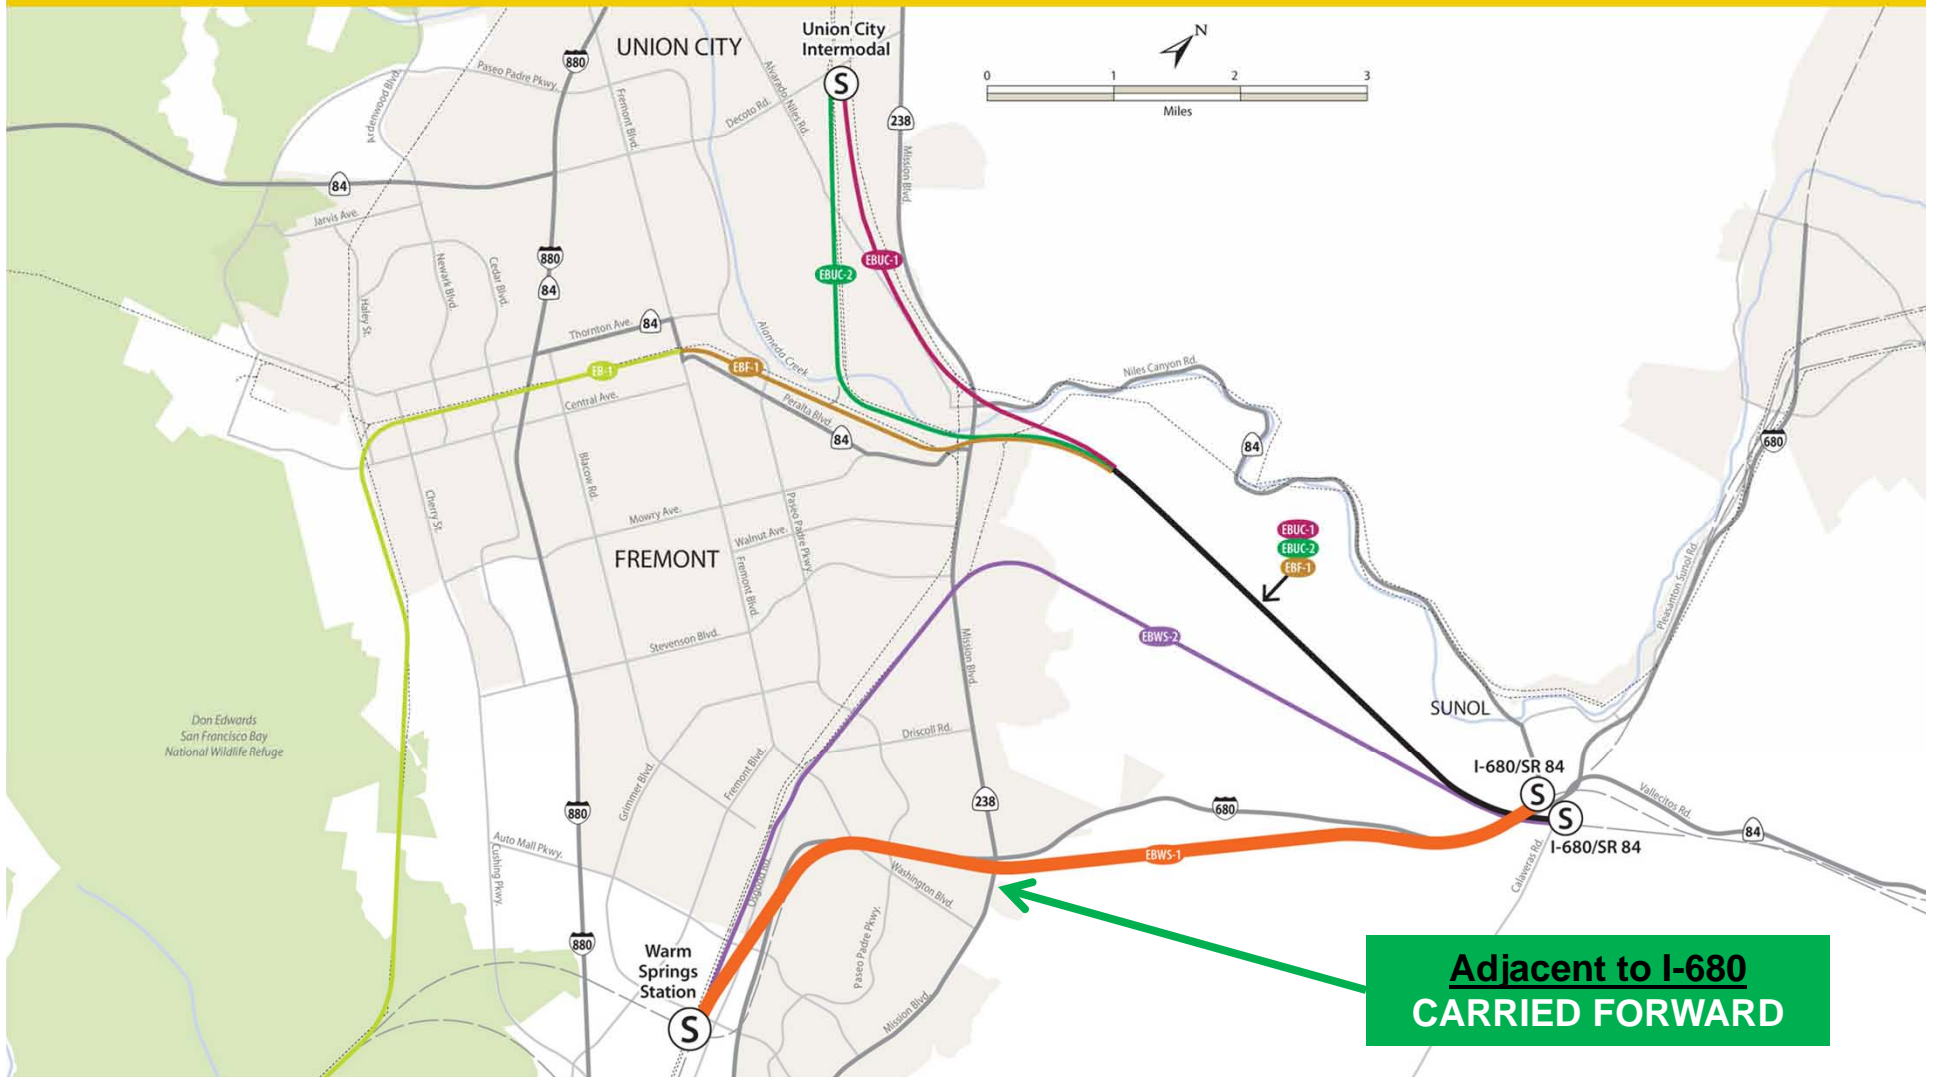 Union City
Intermodal
S
UNION CITY
N
0 1 2 3
Miles
880
Paseo Padre Pkwy.
Ardenwood Blvd.
Fremont Blvd.
Alvarado Niles Rd.
Decoto Rd.
238
Mission Blvd.
84
Jarvis Ave.
880
84
Newark Blvd.
Cedar Blvd.
Haley St.
EBUC-2
EBUC-1
Thornton Ave.
84
Alameda Creek
EB-1
EBF-1
Central Ave.
Peralta Blvd.
84
Niles Canyon Rd.
84
680
Blacow Rd.
Cherry St.
Mowry Ave.
Paseo Padre Pkwy.
Walnut Ave.
FREMONT
Fremont Blvd.
EBUC-1
EBUC-2
EBF-1
Pleasanton Sunol Rd.
Stevenson Blvd.
Mission Blvd.
EBWS-2
SUNOL
Don Edwards
San Francisco Bay
National Wildlife Refuge
Driscoll Rd.
Grimmer Blvd.
Fremont Blvd.
I-680/SR 84
S
S
I-680/SR 84
Vallecitos Rd.
84
880
238
680
Auto Mall Pkwy.
Cushing Pkwy.
Osgood Rd.
Washington Blvd.
EBWS-1
Calaveras Rd.
880
Paseo Padre Pkwy.
Warm
Springs
Station
S
Mission Blvd.
Adjacent to I-680
CARRIED FORWARD